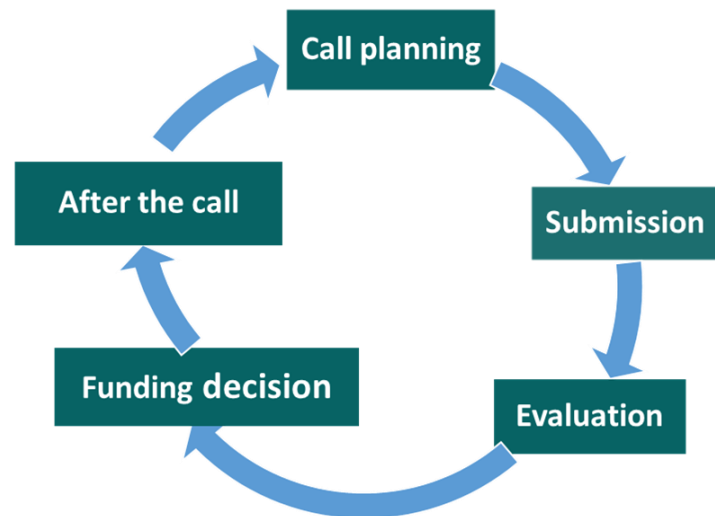 Call planning
Submission
Evaluation
Funding decision
After the call